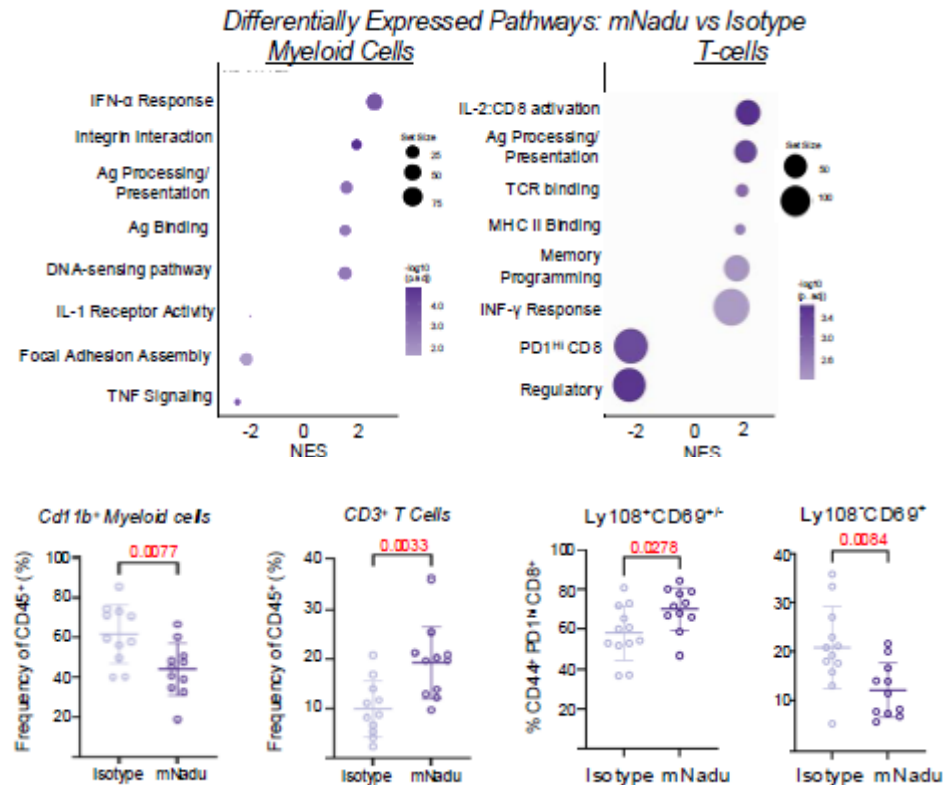 Differentially Expressed Pathways: mNadu vs Isotype
Myeloid Cells
T-cells
IFN-α Response
Integrin Interaction
Ag Processing/
Presentation
Ag Binding
DNA-sensing pathway
IL-1 Receptor Activity
Focal Adhesion Assembly
TNF Signaling
-2
0
2
NES
Set Size
25
50
75
-log10
(p.adj)
4.0
3.0
2.0
IL-2:CD8 activation
Ag Processing/
Presentation
TCR binding
MHC II Binding
Memory
Programming
INF-γ Response
PD1ᴴⁱ CD8
Regulatory
-2
0
2
NES
Set Size
50
100
-log10
(p. adj)
3.4
3.0
2.6
Cd11b⁺ Myeloid cells
0.0077
Frequency of CD45⁺ (%)
100
80
60
40
20
Isotype mNadu
CD3⁺ T Cells
0.0033
Frequency of CD45⁺ (%)
40
30
20
10
Isotype mNadu
Ly108⁺CD69⁺/⁻
0.0278
% CD44⁺ PD1ʰⁱ CD8⁺
100
80
60
40
20
0
Isotype mNadu
Ly108⁻CD69⁺
0.0084
40
30
20
10
0
Isotype mNadu